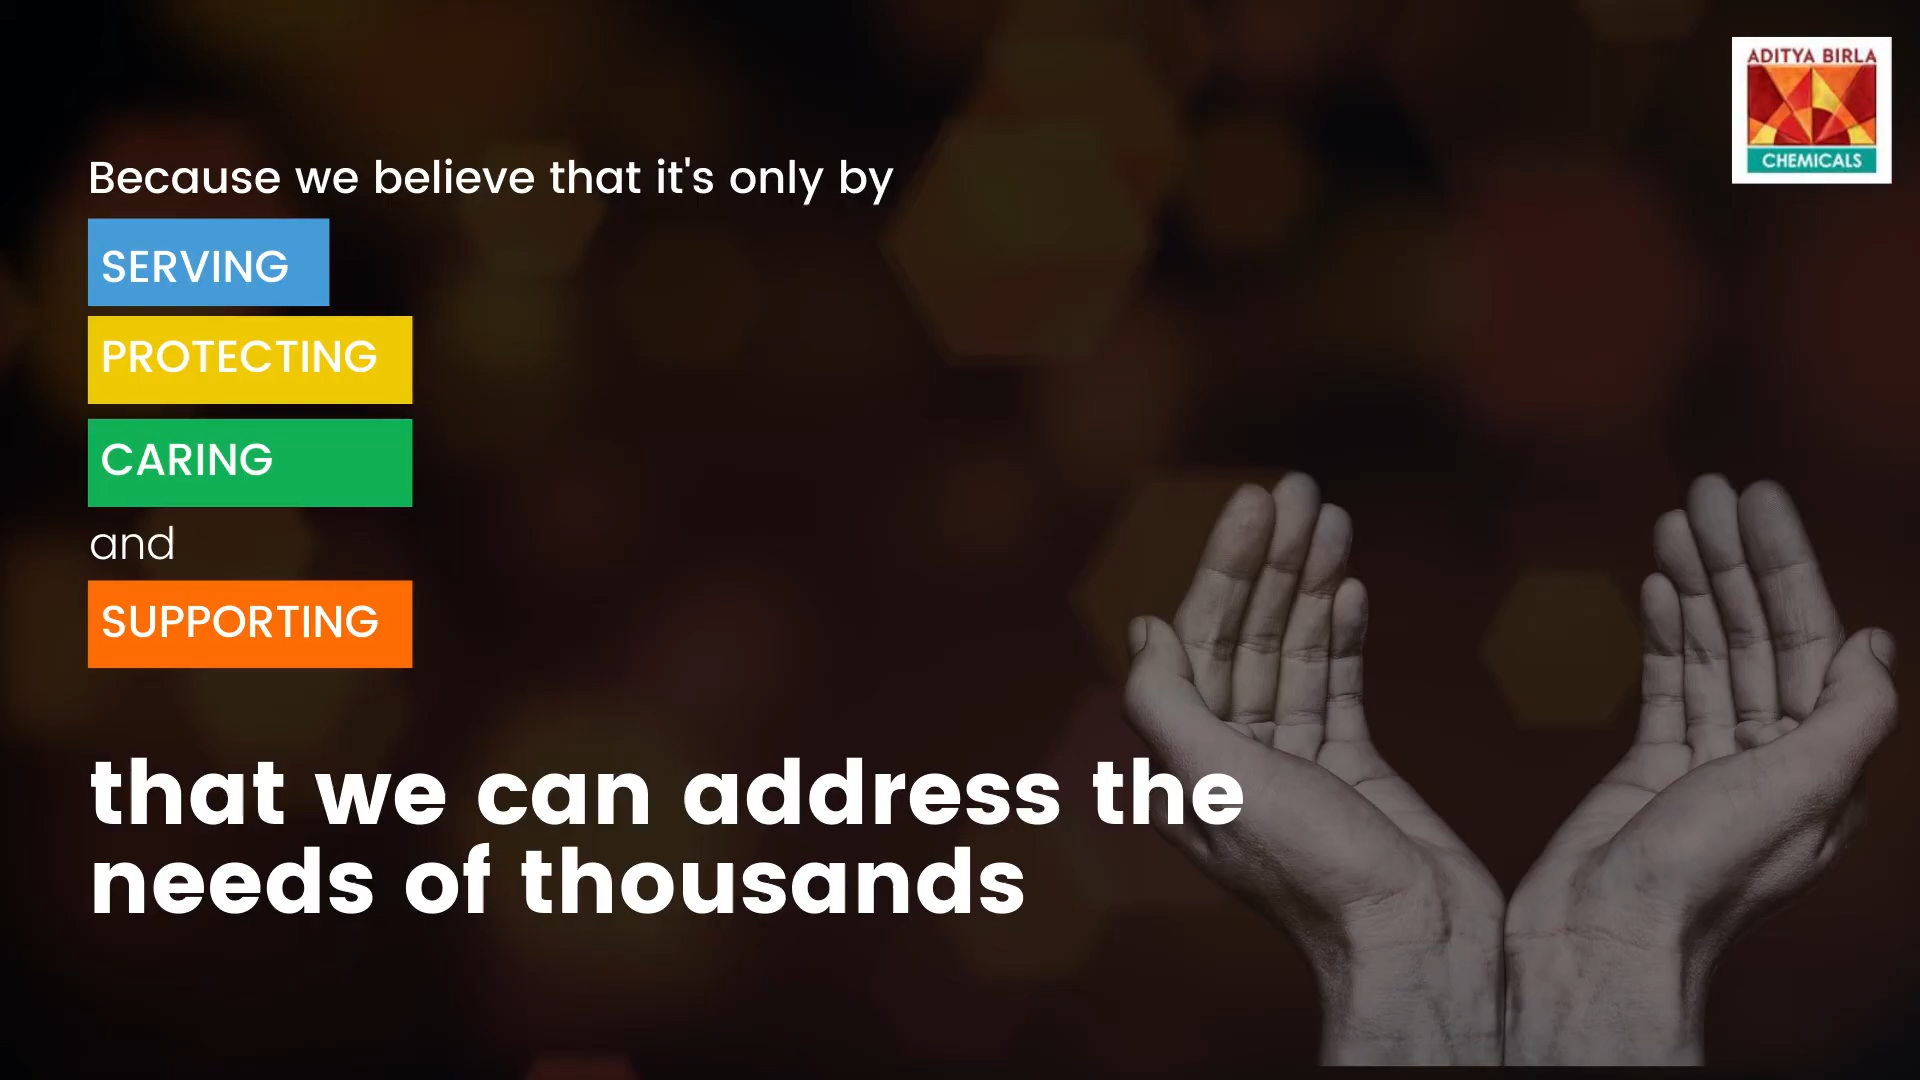 ADITYA BIRLA
CHEMICALS
Because we believe that it's only by
SERVING
PROTECTING
CARING
and
SUPPORTING
that we can address the
needs of thousands